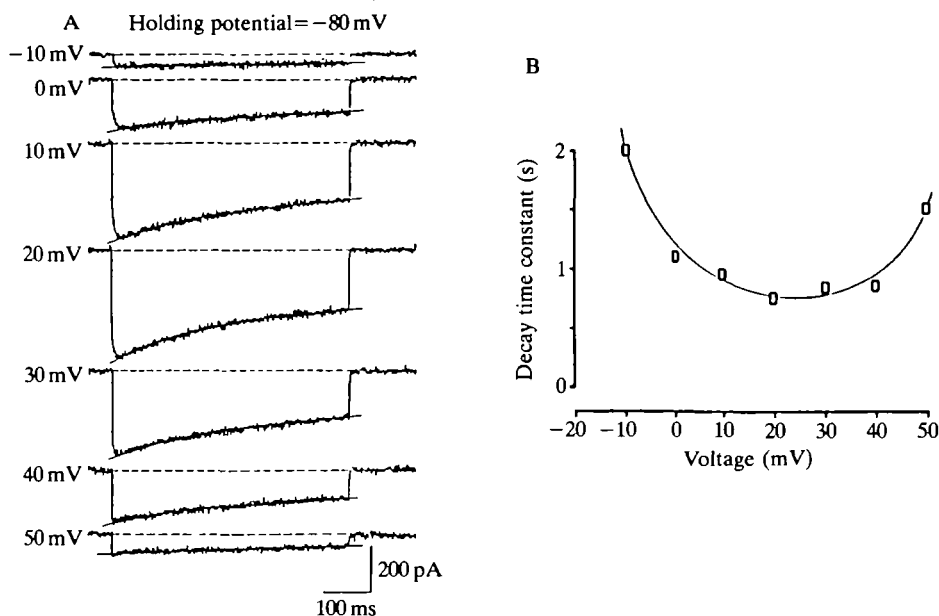 A Holding potential = −80 mV
−10 mV
0 mV
10 mV
20 mV
30 mV
40 mV
50 mV
200 pA
100 ms
B
Decay time constant (s)
2
1
0
−20 −10 0 10 20 30 40 50
Voltage (mV)